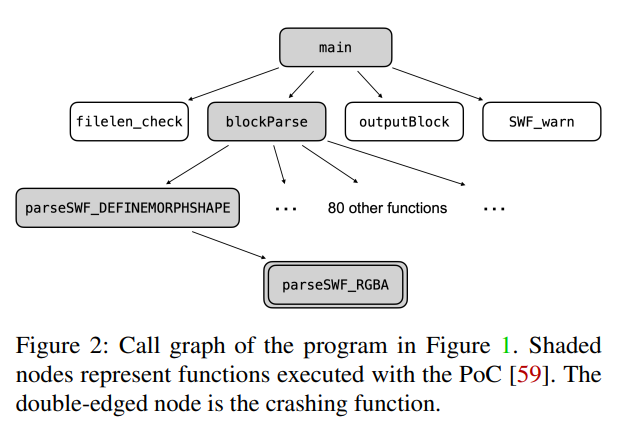 main
filelen_check
blockParse
outputBlock
SWF_warn
parseSWF_DEFINEMORPHSHAPE
...
80 other functions
...
parseSWF_RGBA
Figure 2: Call graph of the program in Figure 1. Shaded
nodes represent functions executed with the PoC [59]. The
double-edged node is the crashing function.